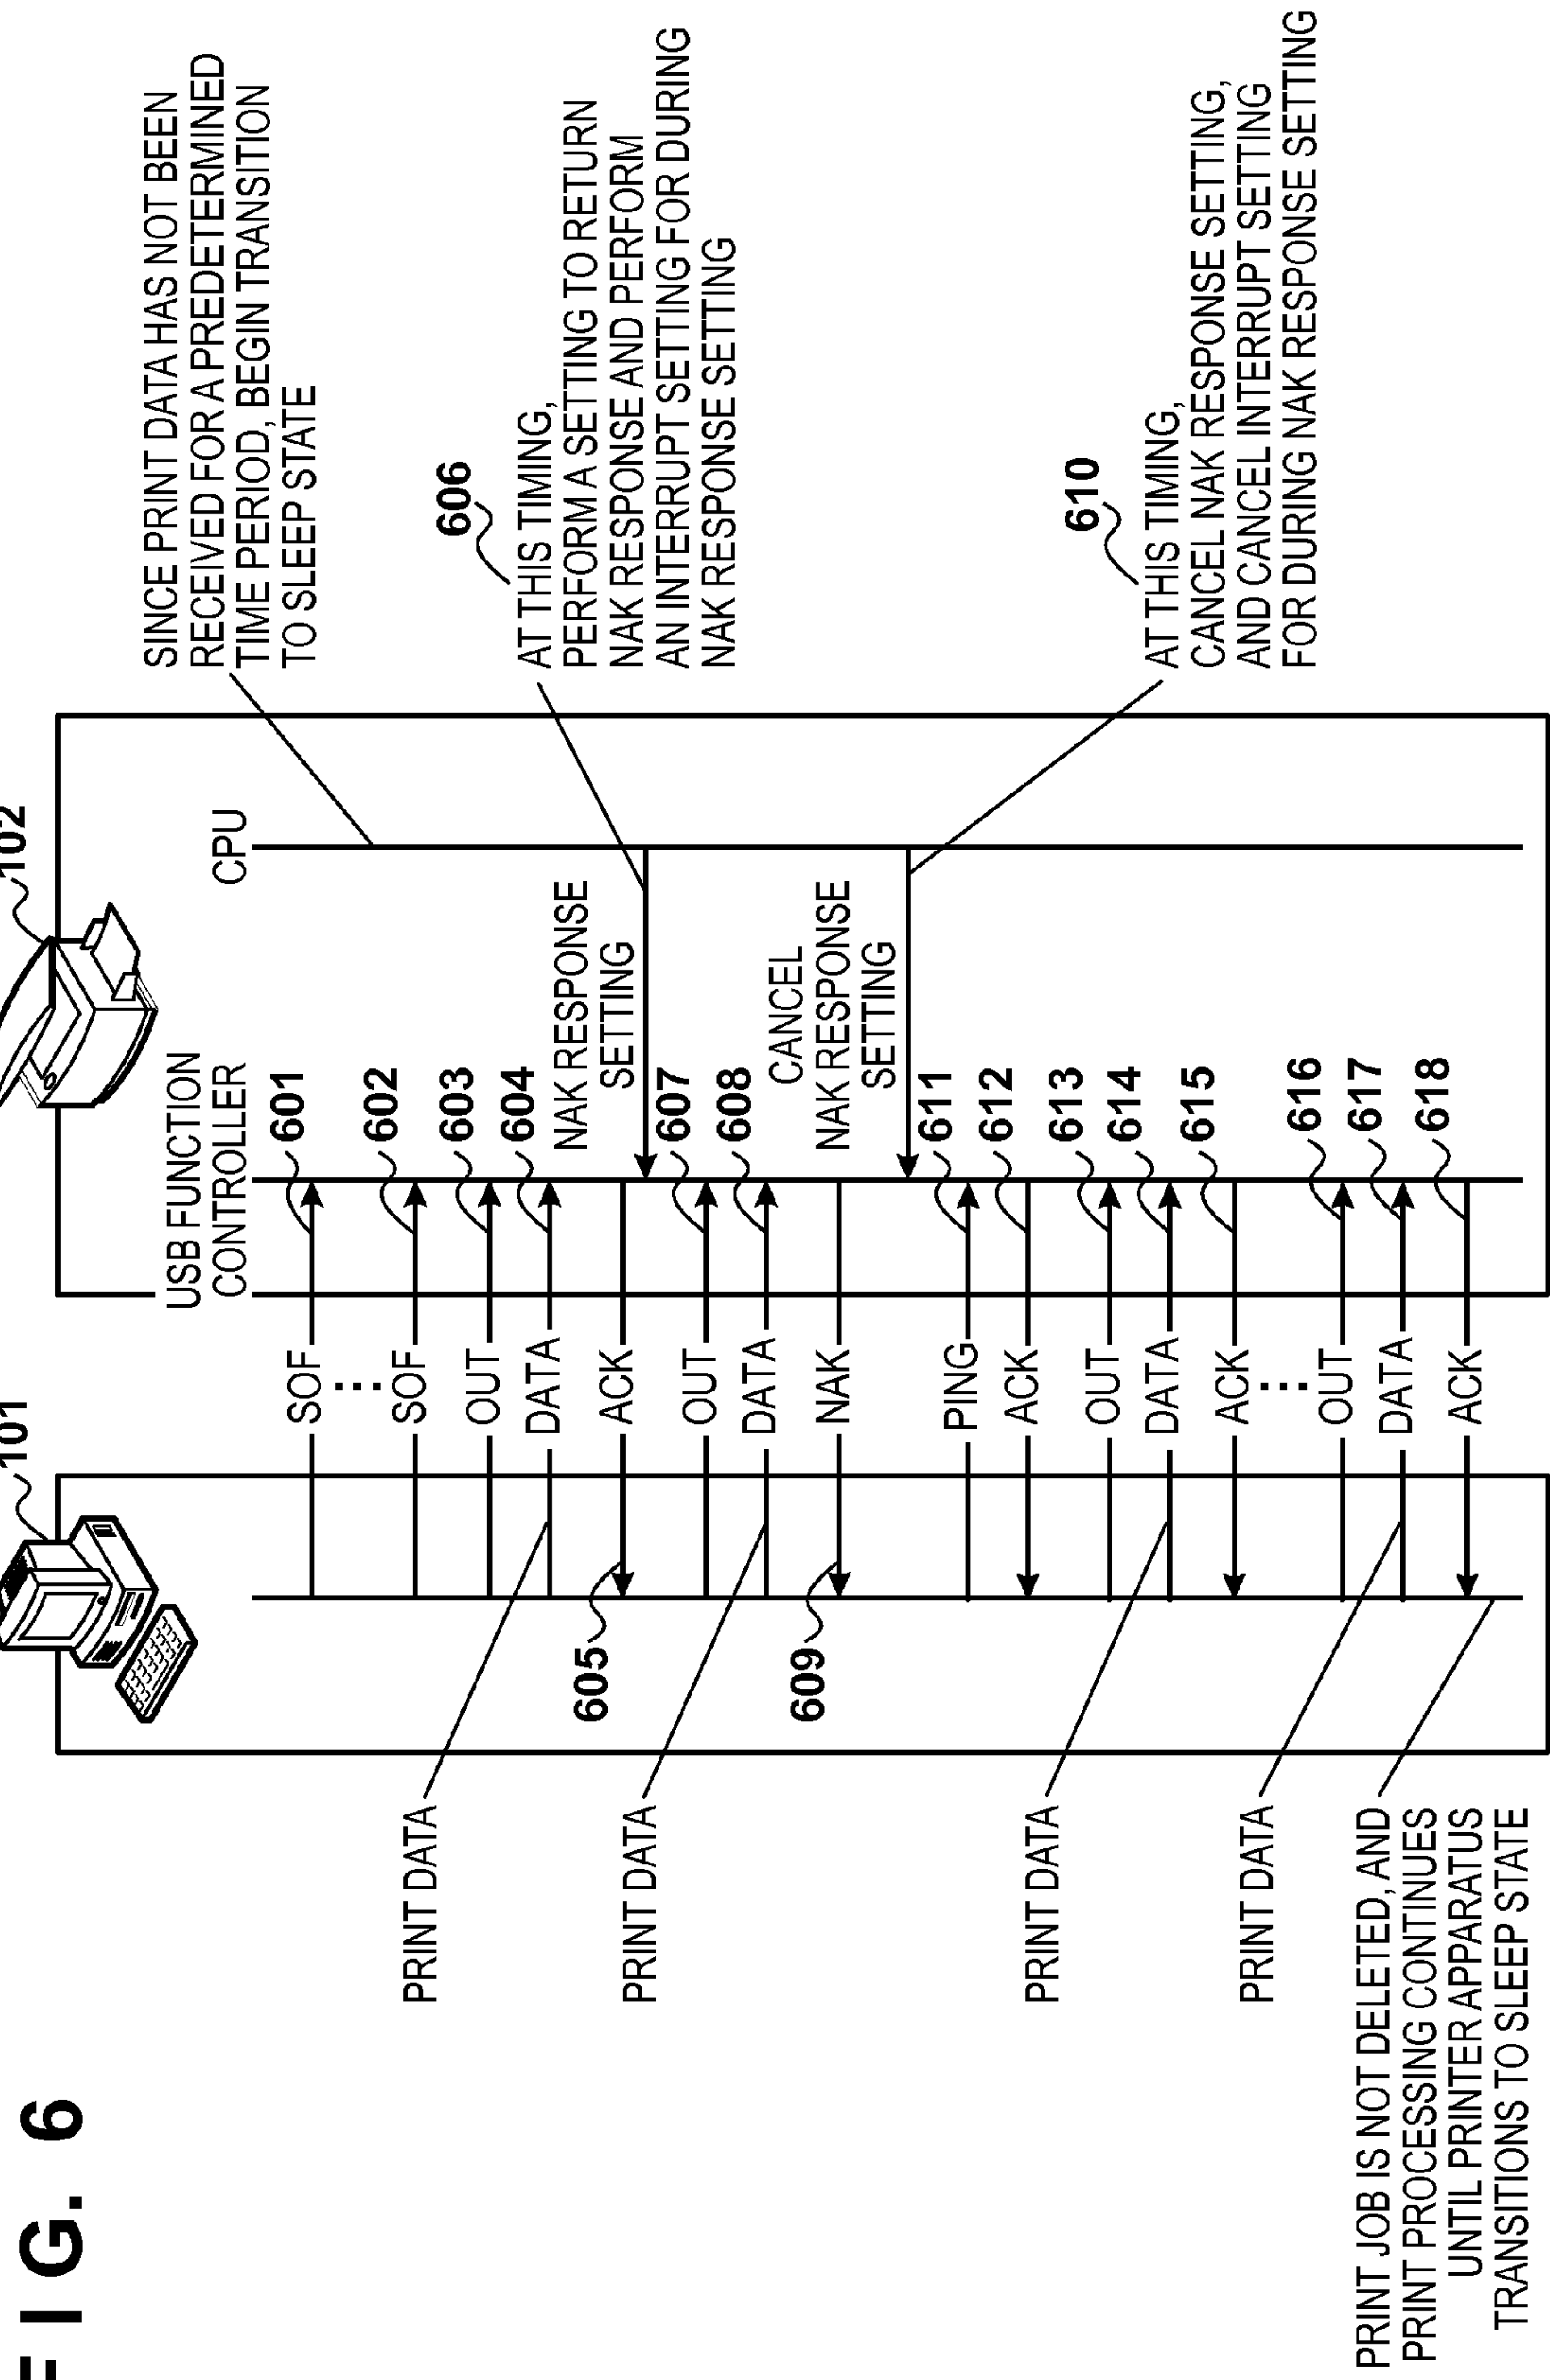 FIG. 6
101
102
USB FUNCTION
CONTROLLER
CPU
SINCE PRINT DATA HAS NOT BEEN
RECEIVED FOR A PREDETERMINED
TIME PERIOD, BEGIN TRANSITION
TO SLEEP STATE
SOF
601
SOF
602
OUT
603
PRINT DATA
DATA
604
ACK
605
NAK RESPONSE
SETTING
606
AT THIS TIMING,
PERFORM A SETTING TO RETURN
NAK RESPONSE AND PERFORM
AN INTERRUPT SETTING FOR DURING
NAK RESPONSE SETTING
OUT
607
PRINT DATA
DATA
608
NAK
609
CANCEL
NAK RESPONSE
SETTING
610
AT THIS TIMING,
CANCEL NAK RESPONSE SETTING,
AND CANCEL INTERRUPT SETTING
FOR DURING NAK RESPONSE SETTING
PING
611
ACK
612
OUT
613
PRINT DATA
DATA
614
ACK
615
OUT
616
PRINT DATA
DATA
617
ACK
618
PRINT JOB IS NOT DELETED, AND
PRINT PROCESSING CONTINUES
UNTIL PRINTER APPARATUS
TRANSITIONS TO SLEEP STATE